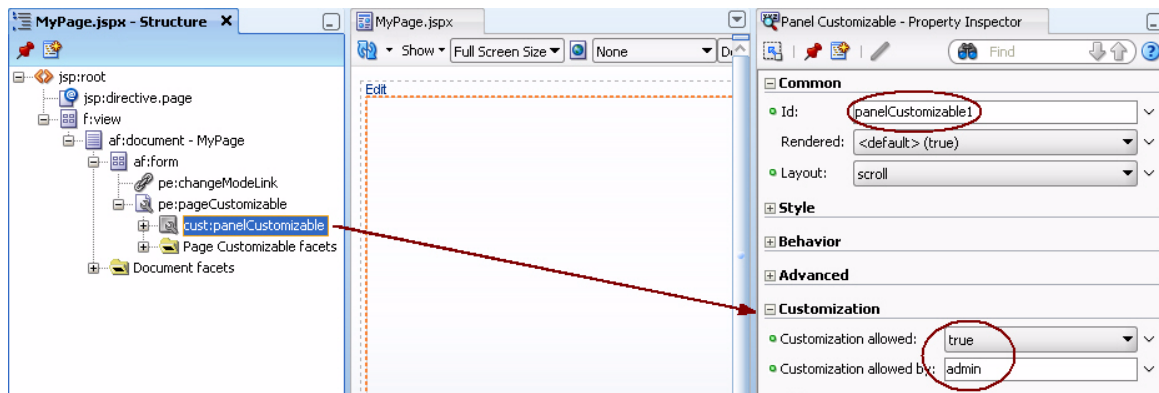 MyPage.jspx - Structure
jsp:root
jsp:directive.page
f:view
af:document - MyPage
af:form
pe:changeModeLink
pe:pageCustomizable
cust:panelCustomizable
Page Customizable facets
Document facets
MyPage.jspx
Show Full Screen Size None
Edit
Panel Customizable - Property Inspector
Find
Common
Id: panelCustomizable1
Rendered: <default> (true)
Layout: scroll
Style
Behavior
Advanced
Customization
Customization allowed: true
Customization allowed by: admin